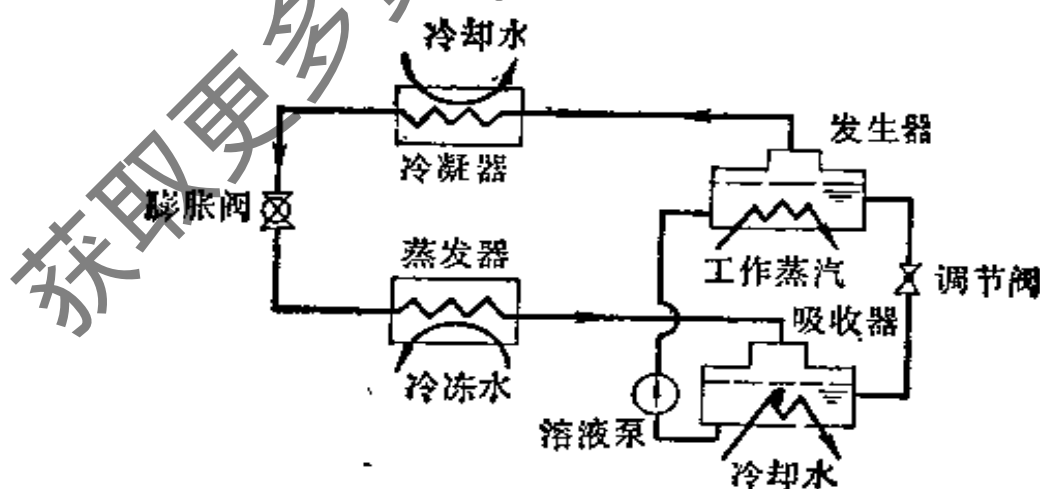 冷却水
发生器
冷凝器
膨胀阀
蒸发器
工作蒸汽
调节阀
吸收器
冷冻水
溶液泵
冷却水
获取更多